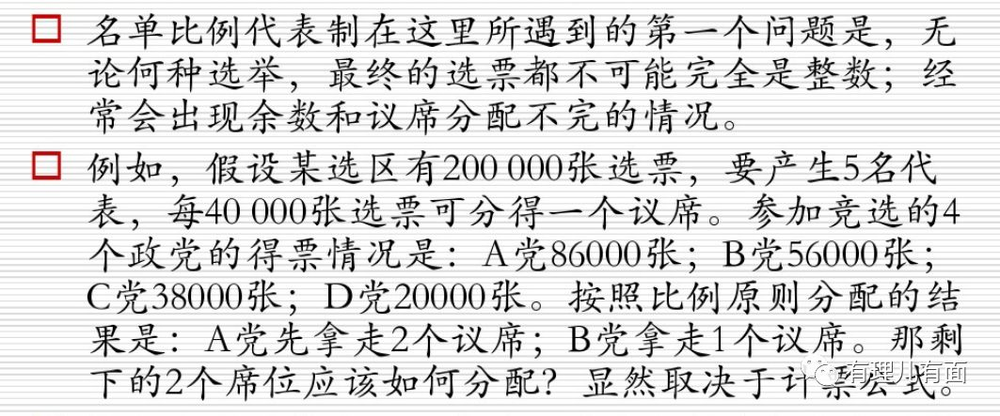 名单比例代表制在这里所遇到的第一个问题是，无
论何种选举，最终的选票都不可能完全是整数；经
常会出现余数和议席分配不完的情况。
例如，假设某选区有200 000张选票，要产生5名代
表，每40 000张选票可分得一个议席。参加竞选的4
个政党的得票情况是：A党86000张；B党56000张；
C党38000张；D党20000张。按照比例原则分配的结
果是：A党先拿走2个议席；B党拿走1个议席。那剩
下的2个席位应该如何分配？显然取决于计票公式。
有理儿有面